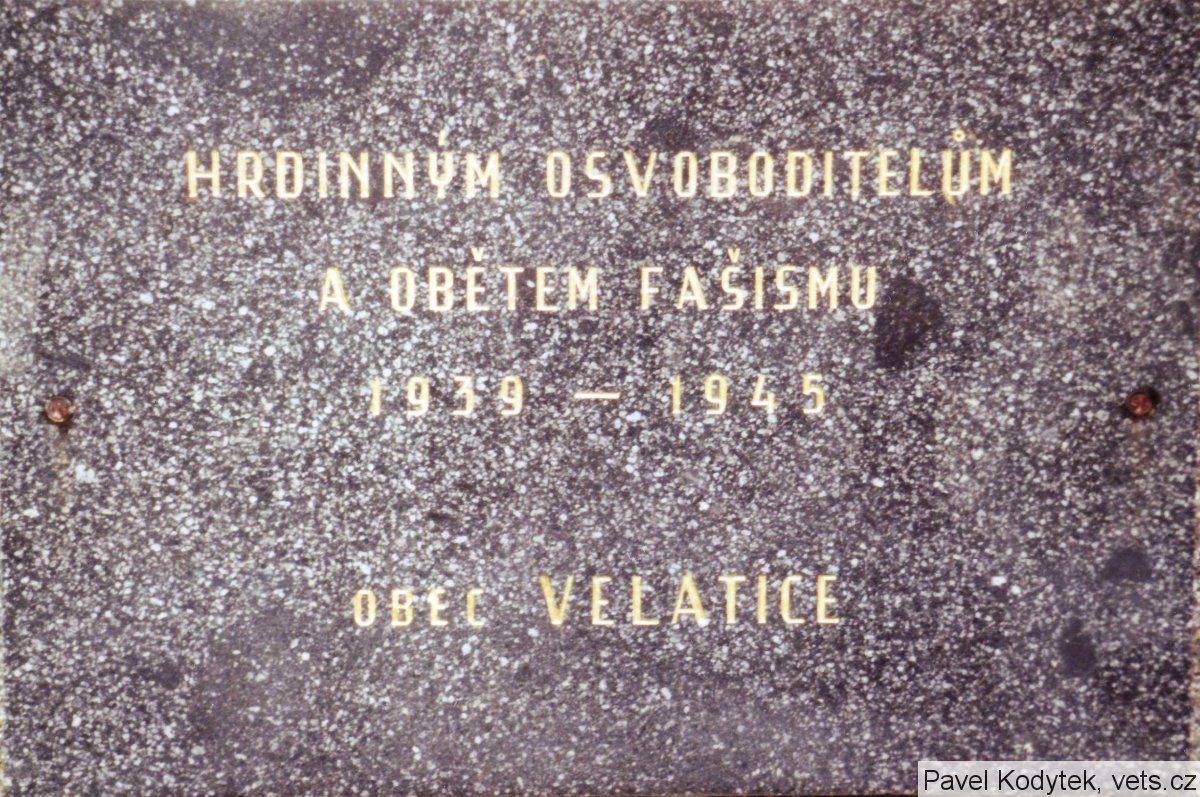 HRDINNÝM OSVOBODITELŮM
A OBĚTEM FAŠISMU
1939 — 1945
OBEC VELATICE
Pavel Kodytek, vets.cz